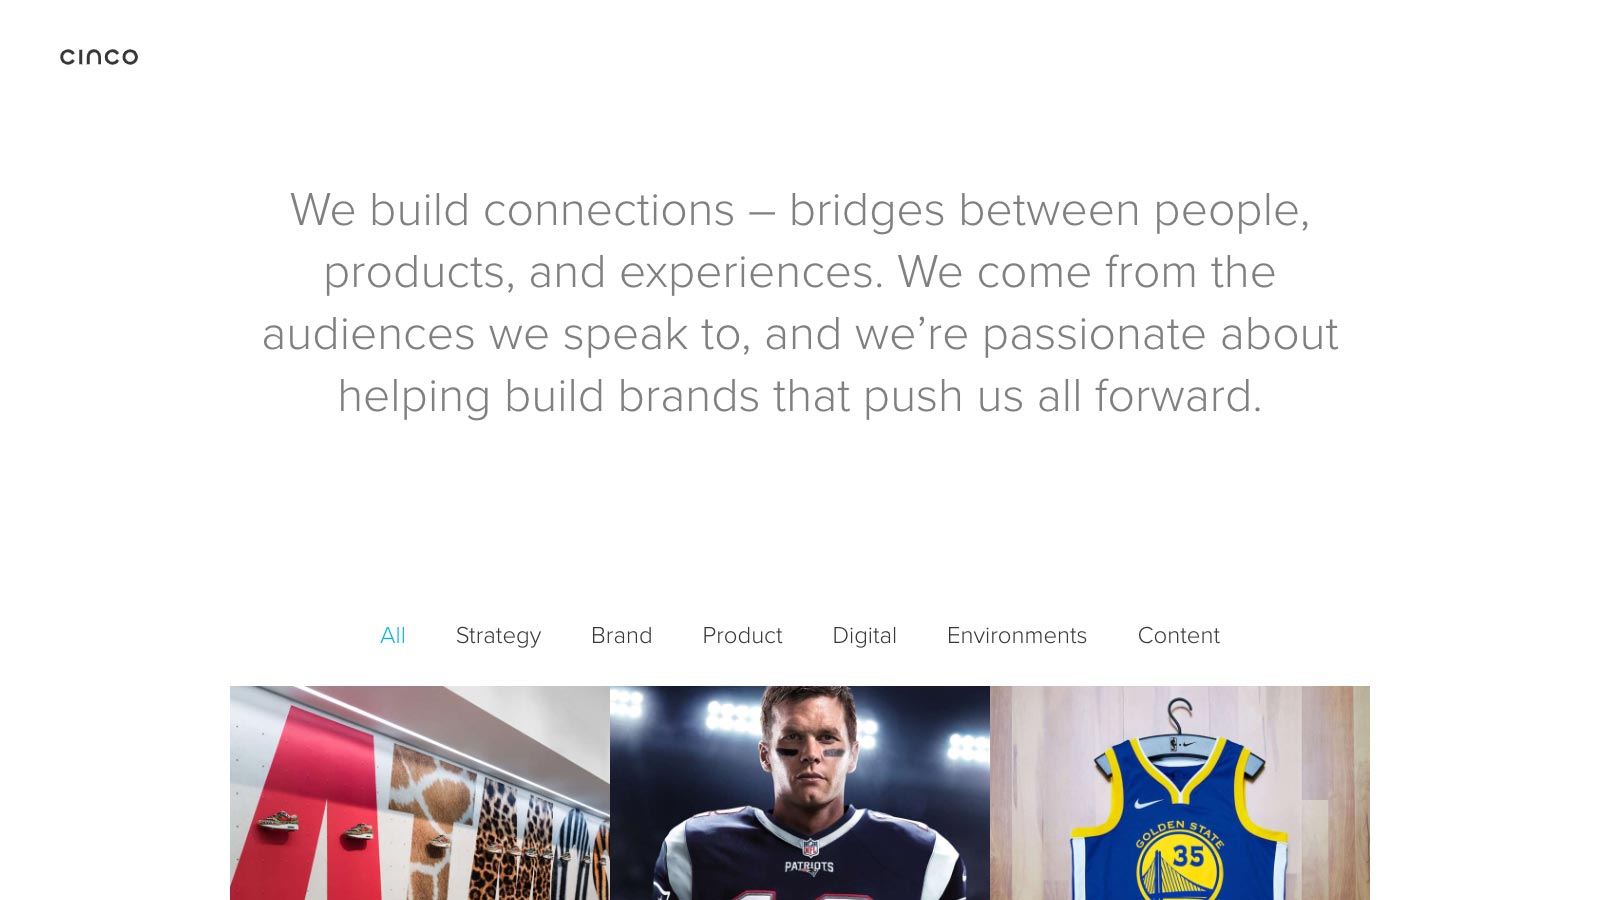 cinco
We build connections – bridges between people,
products, and experiences. We come from the
audiences we speak to, and we’re passionate about
helping build brands that push us all forward.
All Strategy Brand Product Digital Environments Content
NFL
PATRIOTS
GOLDEN STATE
35